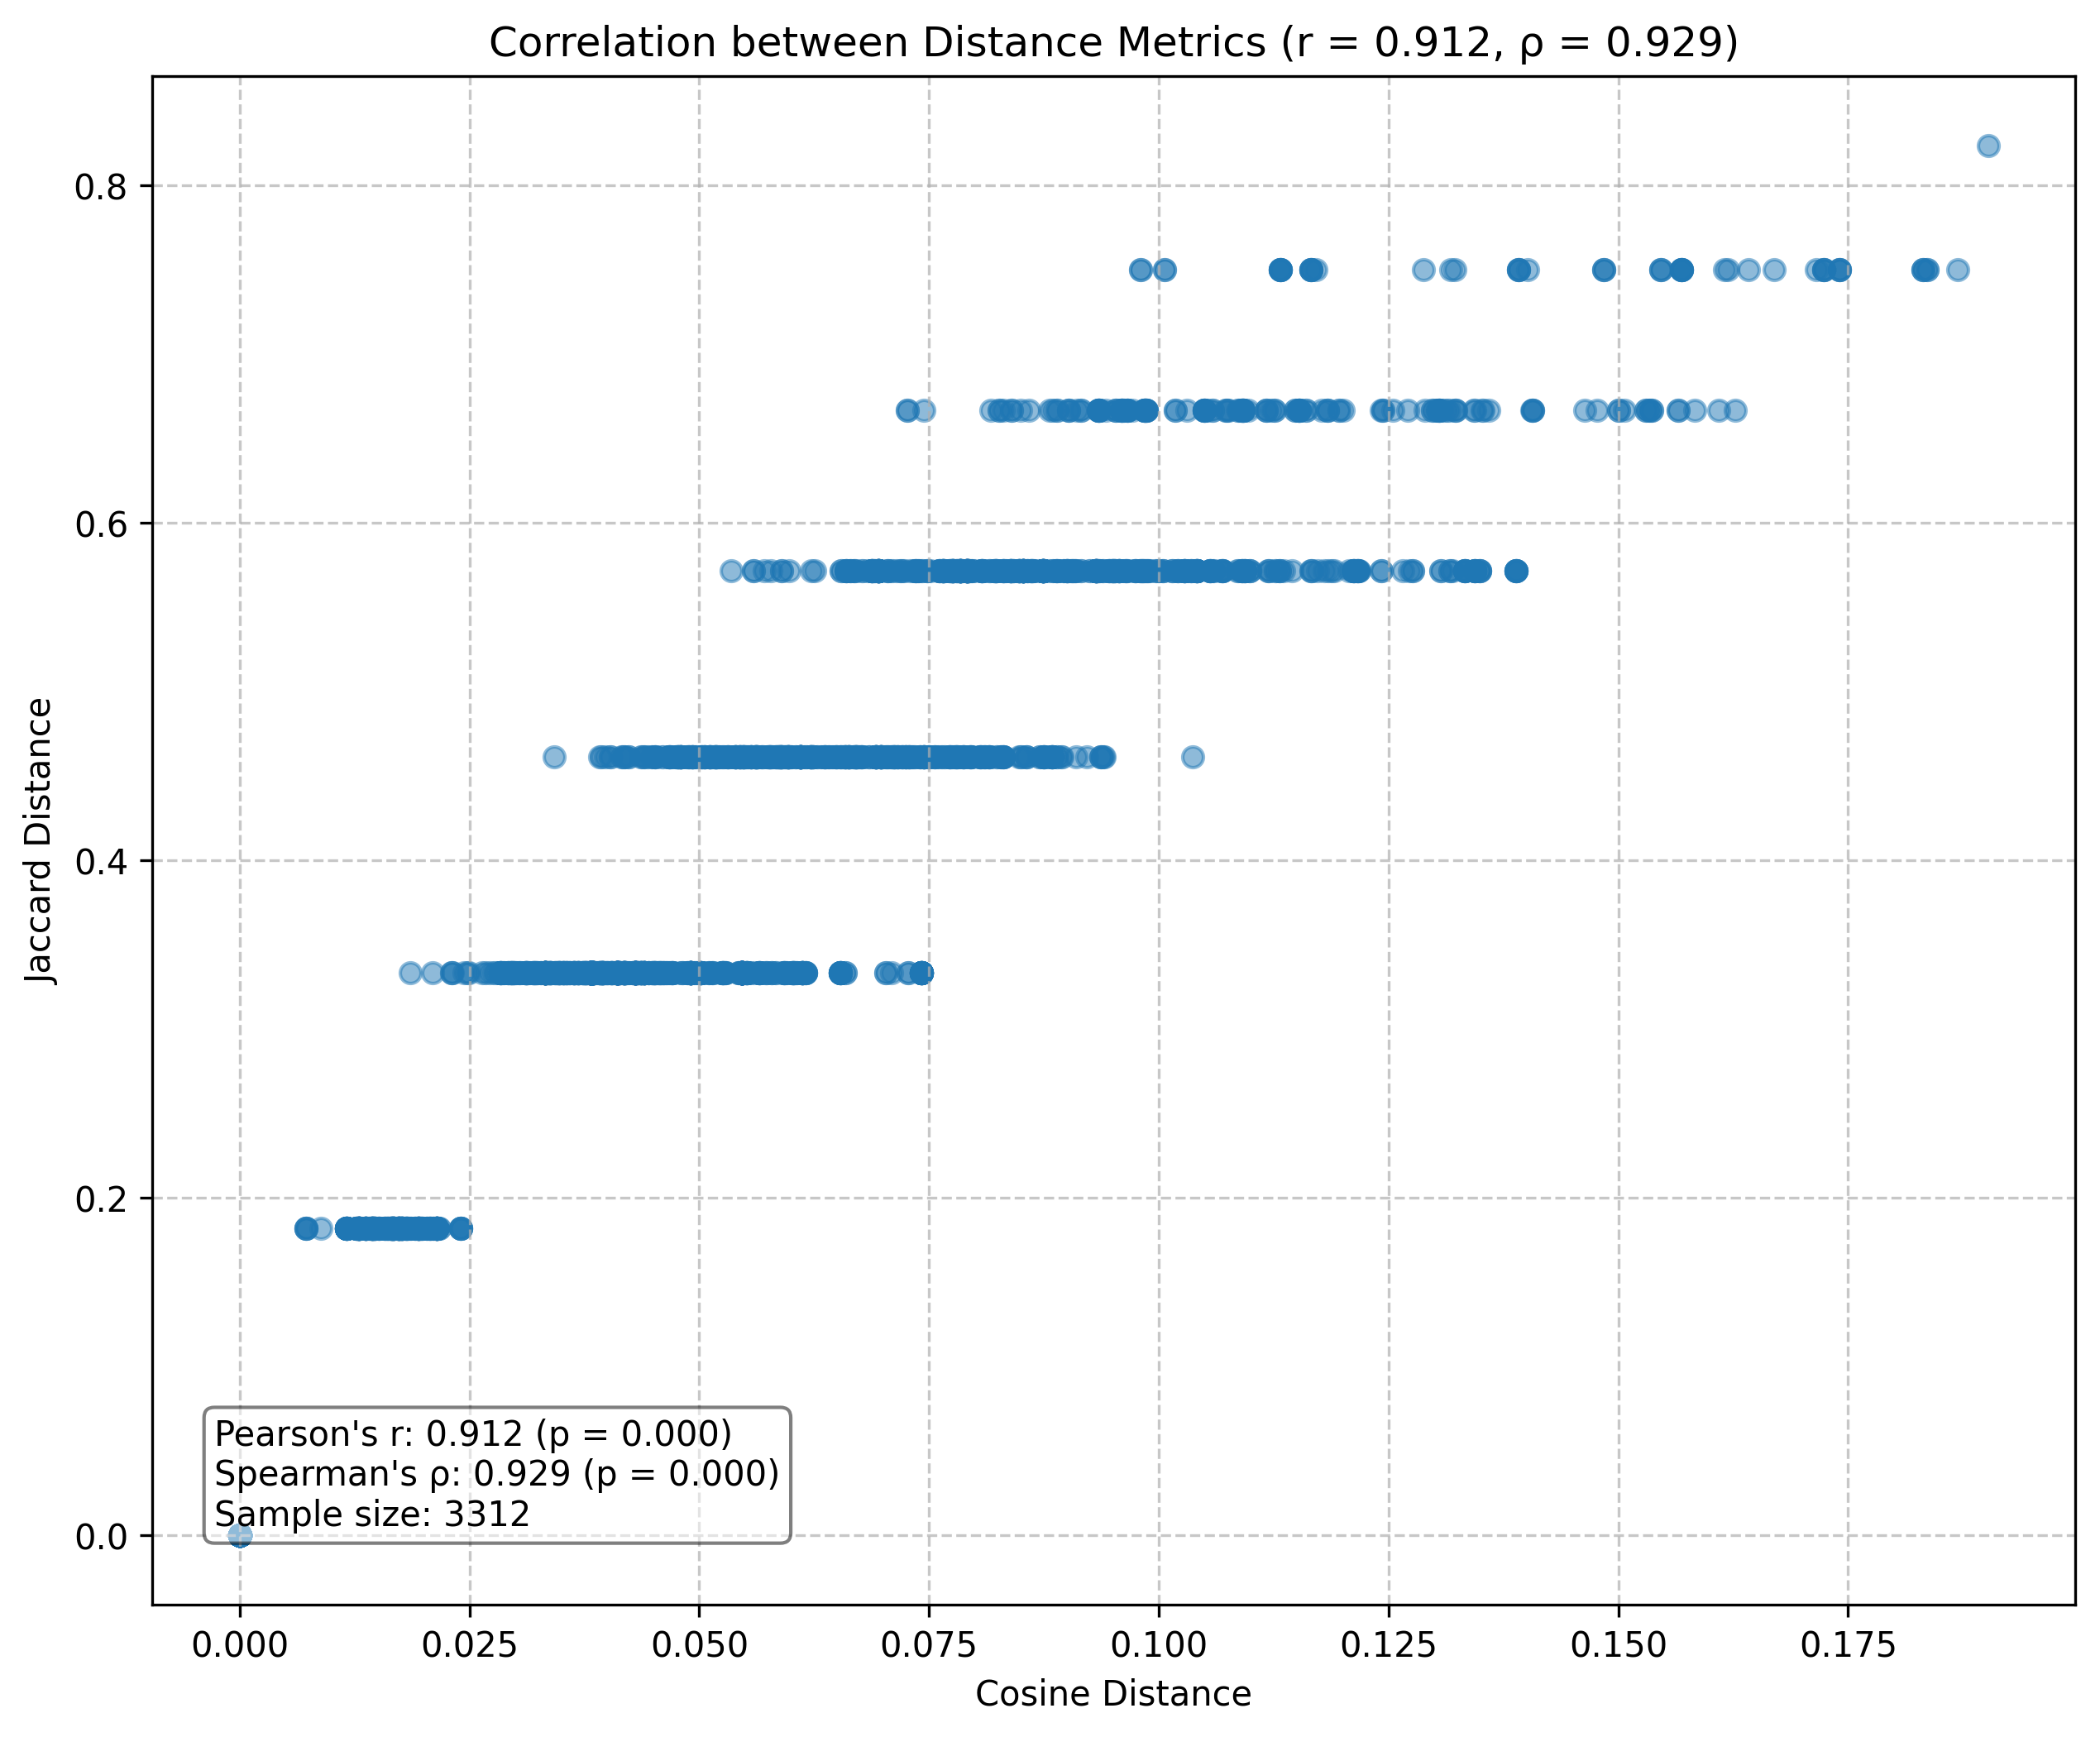 Correlation between Distance Metrics (r = 0.912, ρ = 0.929)
Jaccard Distance
0.8
0.6
0.4
0.2
0.0
Pearson's r: 0.912 (p = 0.000)
Spearman's ρ: 0.929 (p = 0.000)
Sample size: 3312
0.000 0.025 0.050 0.075 0.100 0.125 0.150 0.175
Cosine Distance